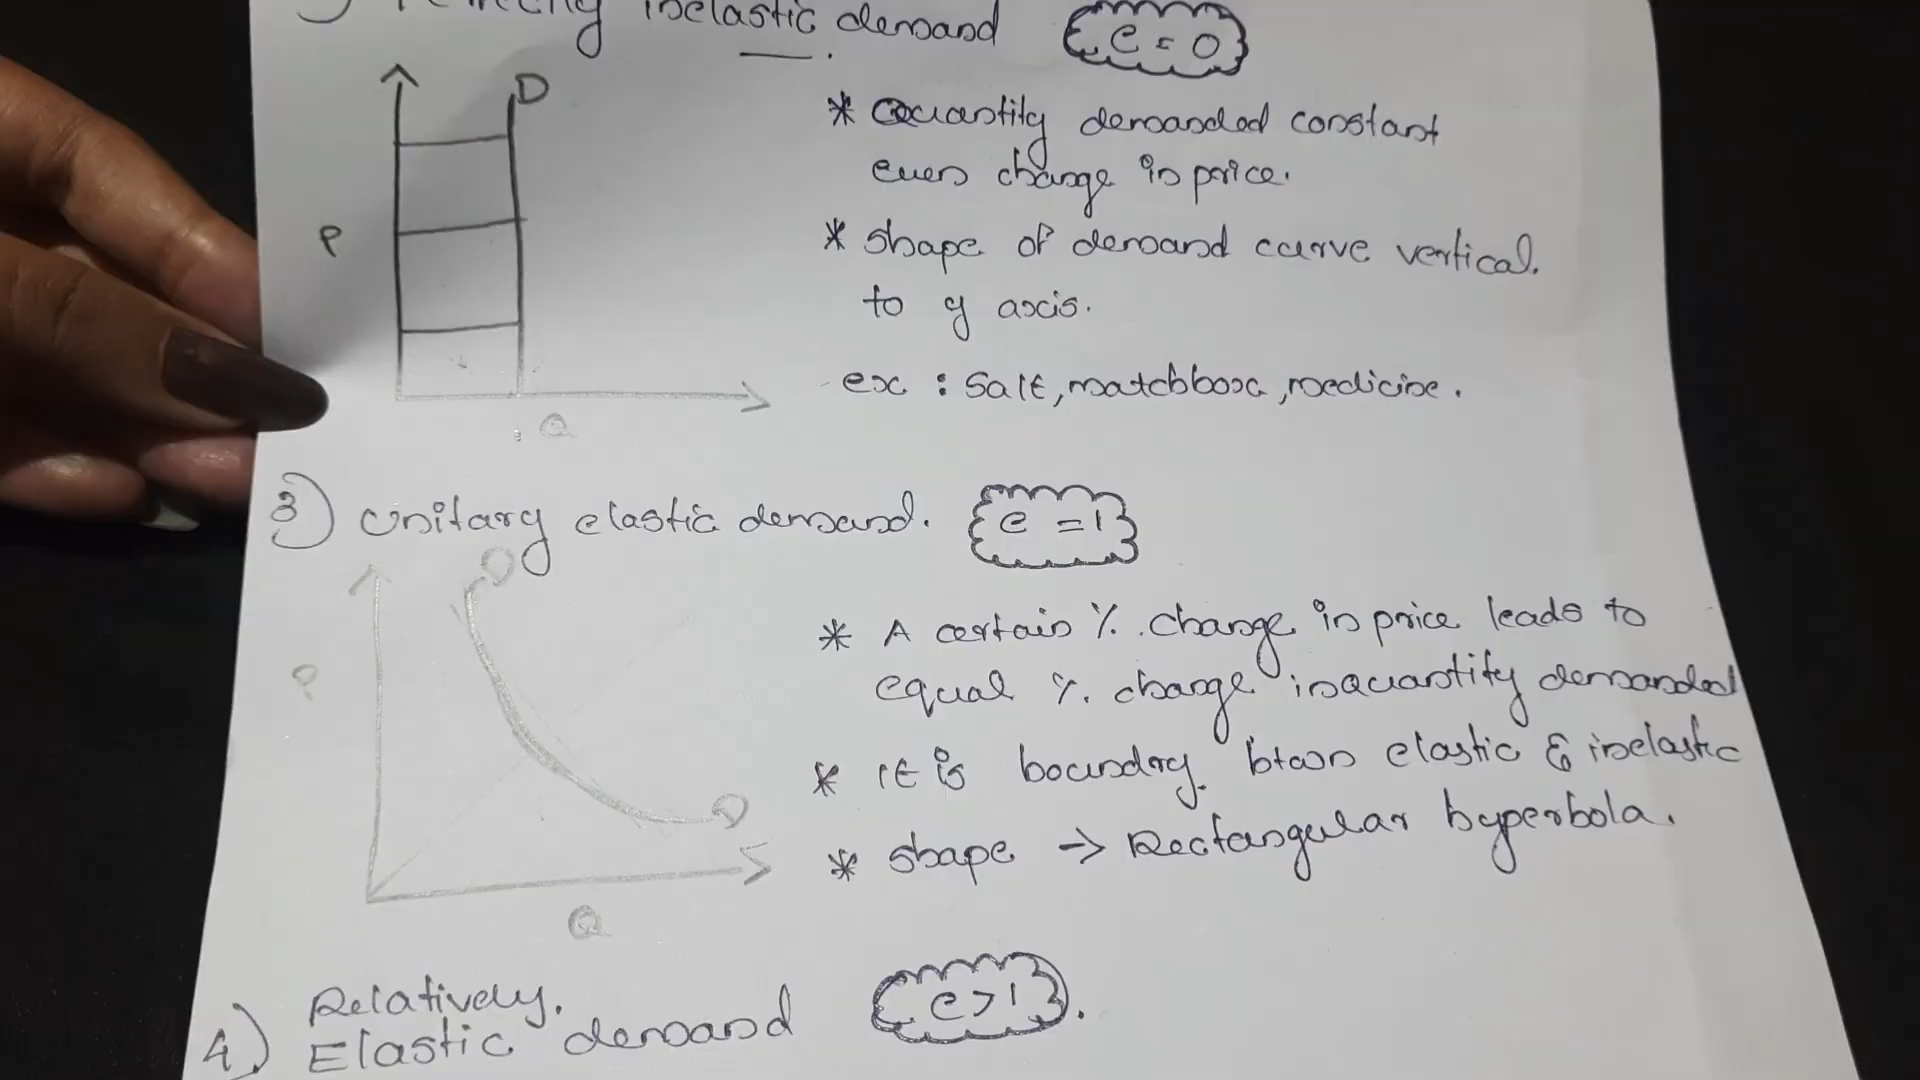 inelastic demand e = 0
D
* Quantity demanded constant
even change in price.
P
* shape of demand curve vertical.
to y axis.
ex : Salt, matchbox, medicine.
Q
3) Unitary elastic demand. e = 1
D
* A certain %. change in price leads to
P
equal %. change in quantity demanded
* it is boundry btwn elastic & inelastic
D
* shape → Rectangular hyperbola.
Q
Relatively.
4) Elastic demand e > 1.